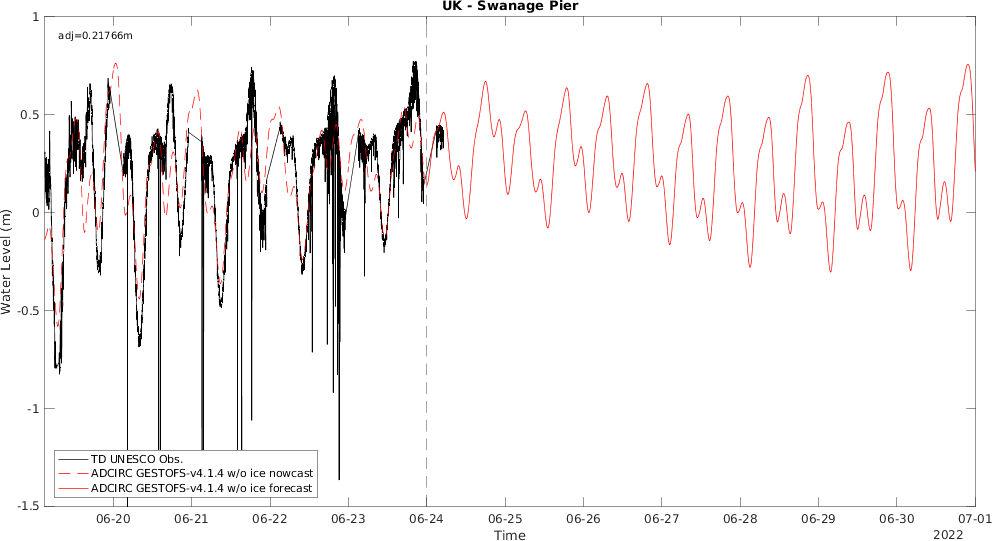 UK - Swanage Pier
adj=0.21766m
1
0.5
0
-0.5
-1
-1.5
Water Level (m)
TD UNESCO Obs.
ADCIRC GESTOFS-v4.1.4 w/o ice nowcast
ADCIRC GESTOFS-v4.1.4 w/o ice forecast
06-20 06-21 06-22 06-23 06-24 06-25 06-26 06-27 06-28 06-29 06-30 07-01
Time
2022